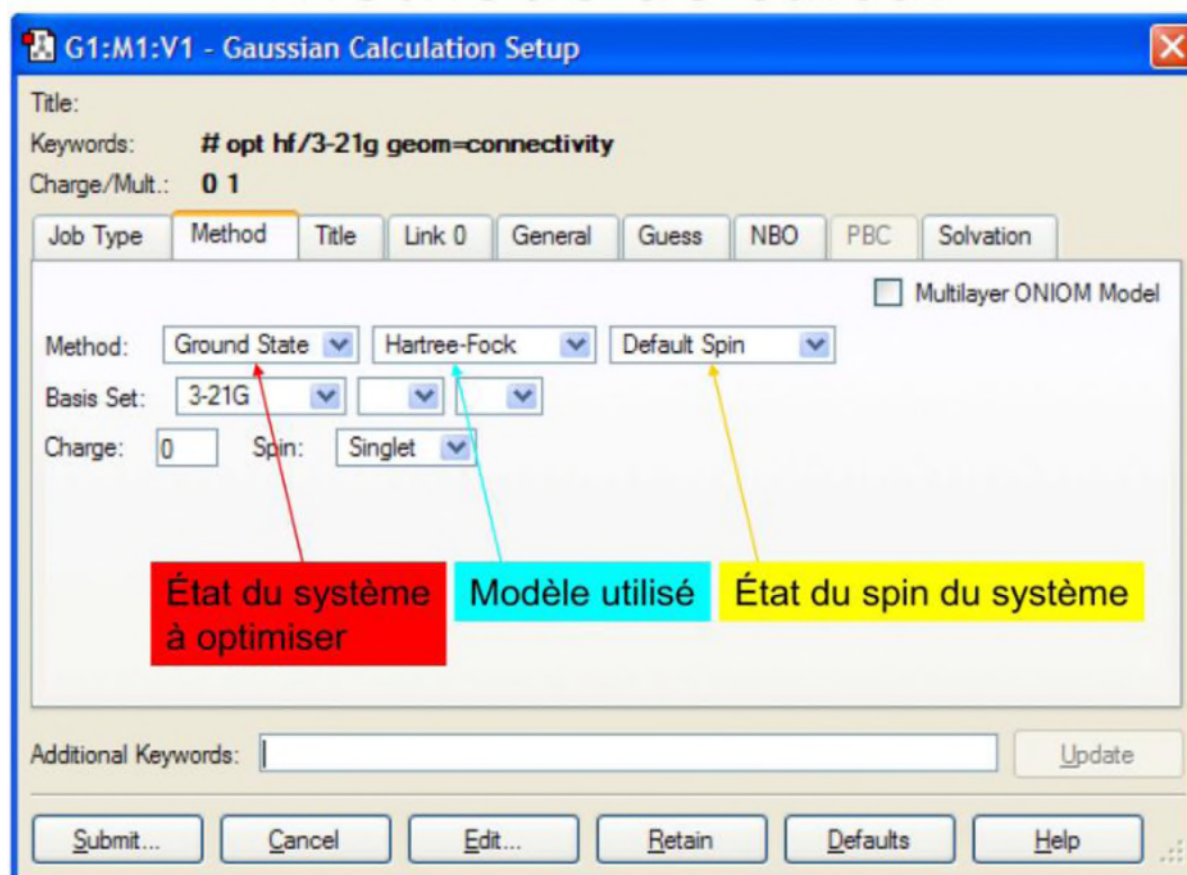 G1:M1:V1 - Gaussian Calculation Setup
Title:
Keywords: # opt hf/3-21g geom=connectivity
Charge/Mult.: 0 1
Job Type Method Title Link 0 General Guess NBO PBC Solvation
Multilayer ONIOM Model
Method: Ground State Hartree-Fock Default Spin
Basis Set: 3-21G
Charge: 0 Spin: Singlet
État du système
à optimiser
Modèle utilisé
État du spin du système
Additional Keywords: Update
Submit... Cancel Edit... Retain Defaults Help